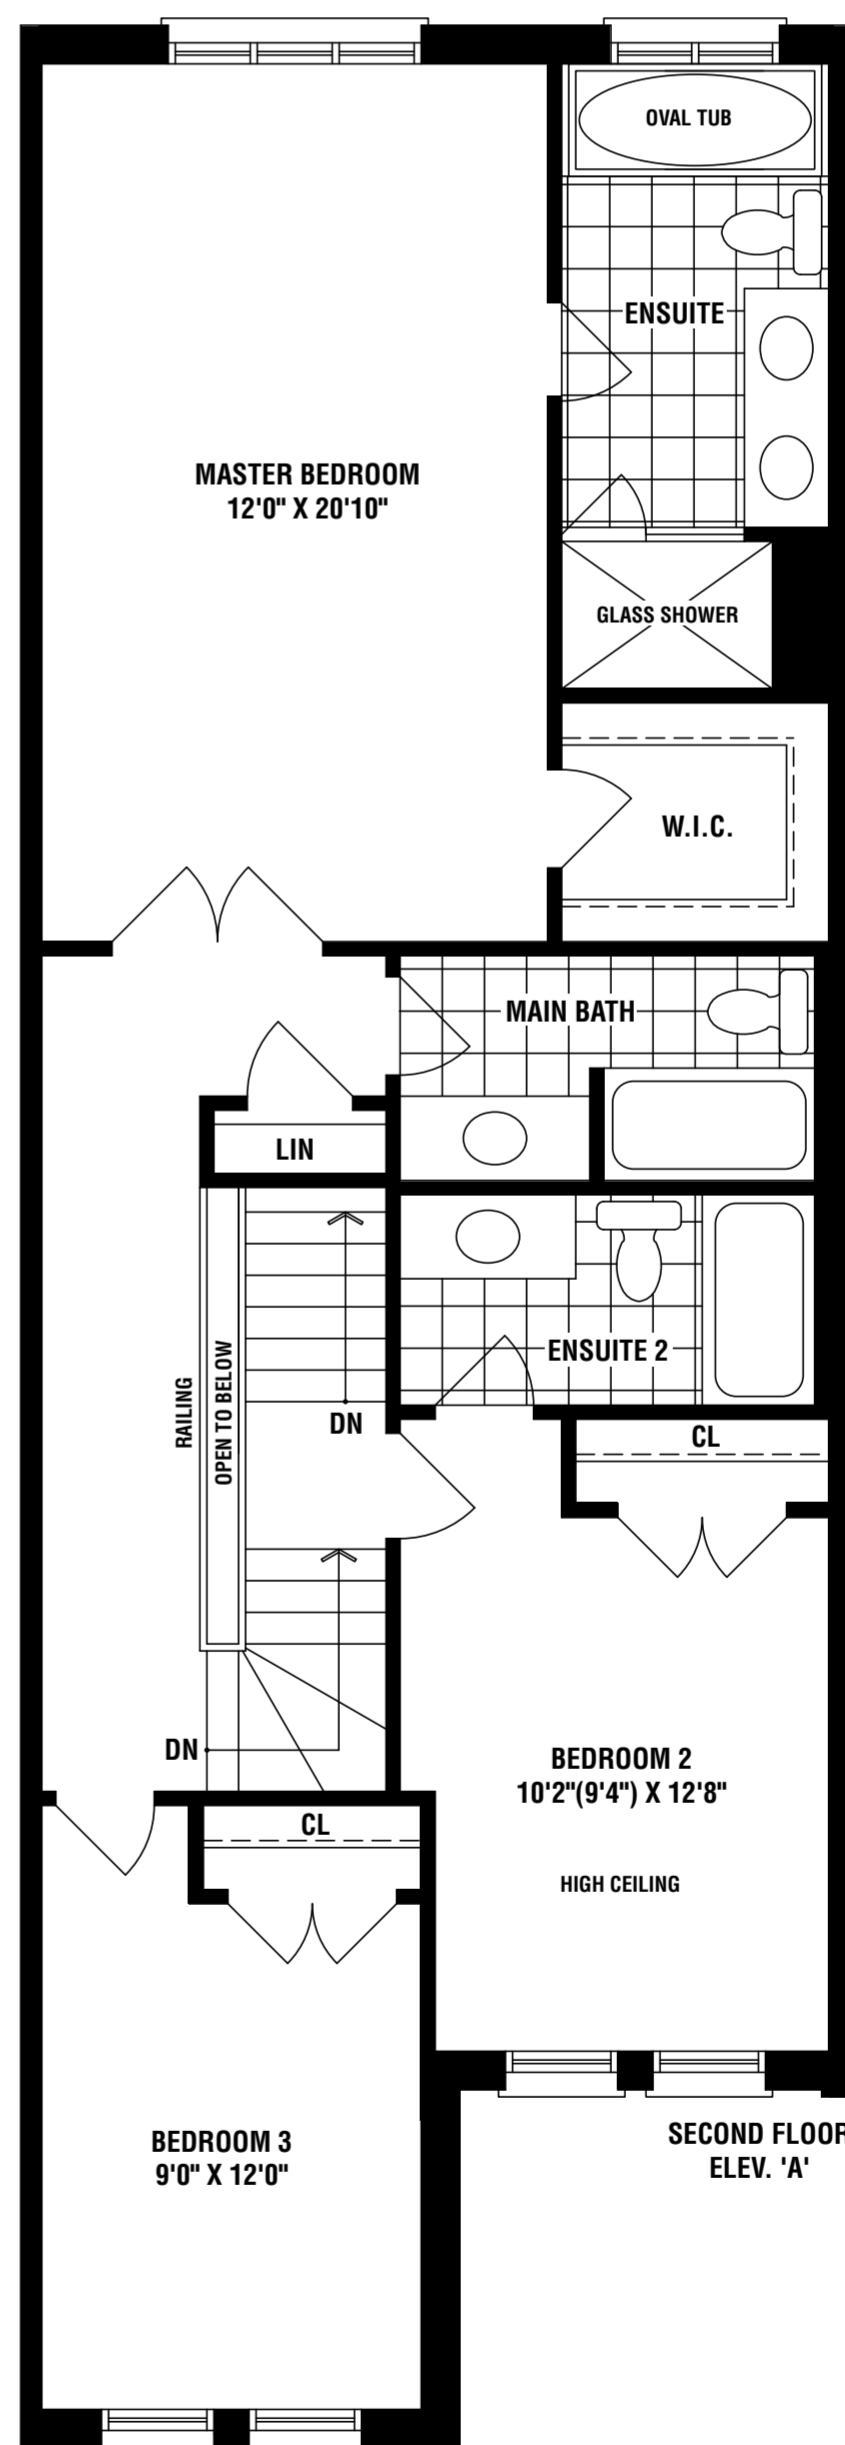 OVAL TUB
ENSUITE
MASTER BEDROOM
12'0" X 20'10"
GLASS SHOWER
W.I.C.
MAIN BATH
LIN
ENSUITE 2
RAILING
OPEN TO BELOW
DN
CL
DN
BEDROOM 2
10'2"(9'4") X 12'8"
CL
HIGH CEILING
BEDROOM 3
9'0" X 12'0"
SECOND FLOOR
ELEV. 'A'